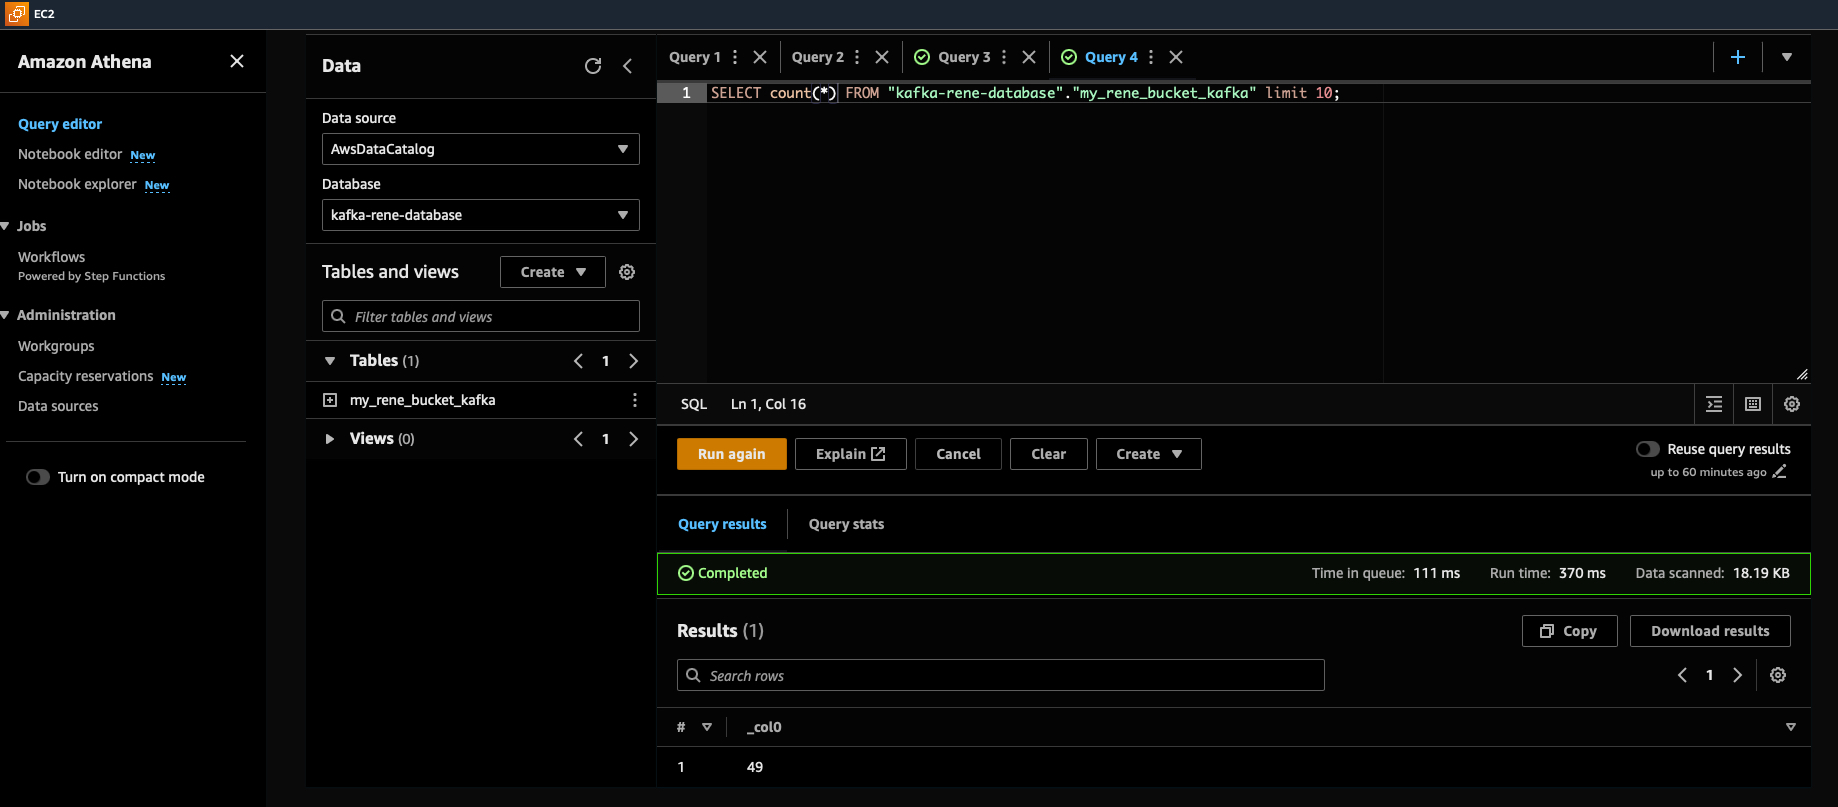 EC2
Amazon Athena
Query editor
Notebook editor New
Notebook explorer New
Jobs
Workflows
Powered by Step Functions
Administration
Workgroups
Capacity reservations New
Data sources
Turn on compact mode
Data
Data source
AwsDataCatalog
Database
kafka-rene-database
Tables and views
Create
Filter tables and views
Tables (1)
1
my_rene_bucket_kafka
Views (0)
1
Query 1
Query 2
Query 3
Query 4
1 SELECT count(*) FROM "kafka-rene-database"."my_rene_bucket_kafka" limit 10;
SQL Ln 1, Col 16
Run again
Explain
Cancel
Clear
Create
Reuse query results
up to 60 minutes ago
Query results
Query stats
Completed
Time in queue: 111 ms
Run time: 370 ms
Data scanned: 18.19 KB
Results (1)
Copy
Download results
Search rows
1
# _col0
1 49